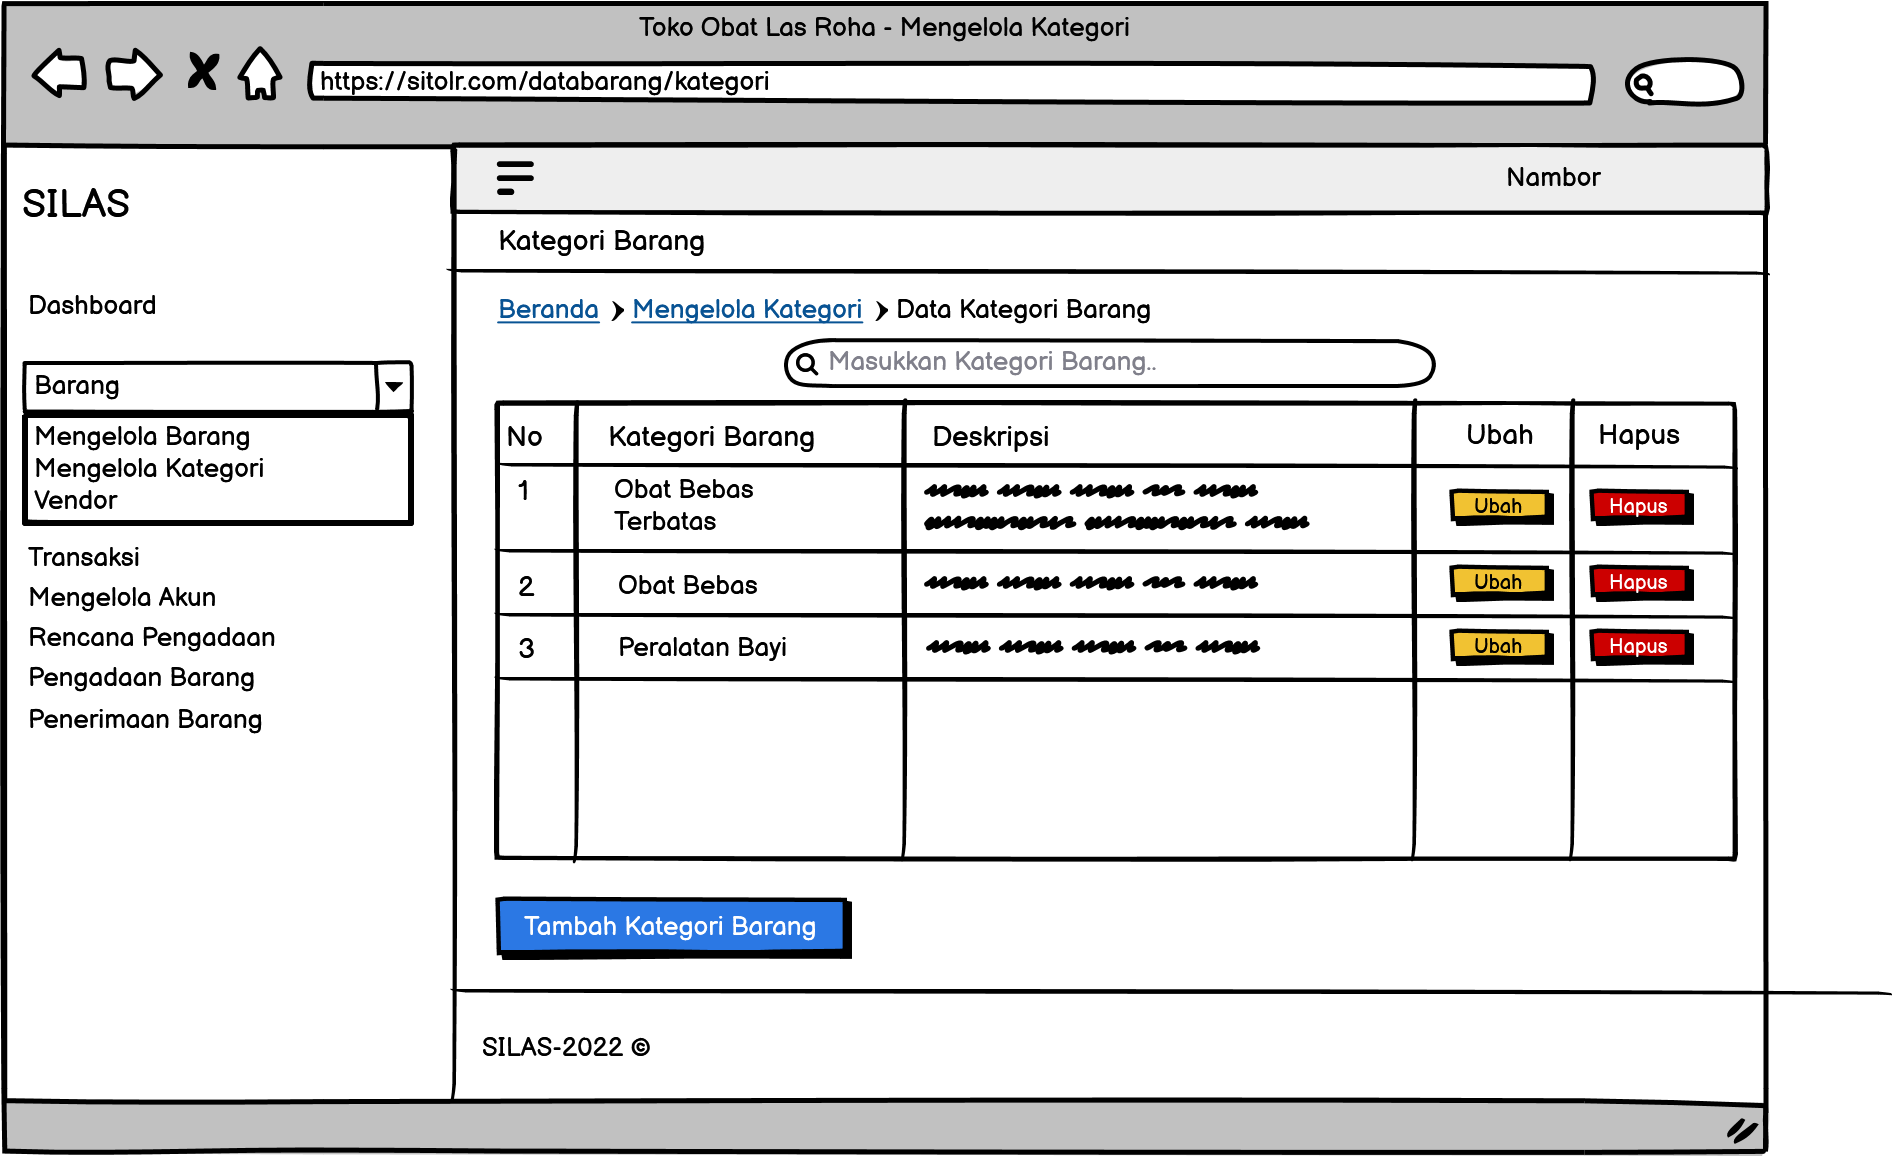 Toko Obat Las Roha - Mengelola Kategori
https://sitolr.com/databarang/kategori
SILAS
Dashboard
Barang
Mengelola Barang
Mengelola Kategori
Vendor
Transaksi
Mengelola Akun
Rencana Pengadaan
Pengadaan Barang
Penerimaan Barang
Nambor
Kategori Barang
Beranda > Mengelola Kategori > Data Kategori Barang
Masukkan Kategori Barang..
No Kategori Barang Deskripsi Ubah Hapus
1 Obat Bebas
Terbatas
Ubah Hapus
2 Obat Bebas Ubah Hapus
3 Peralatan Bayi Ubah Hapus
Tambah Kategori Barang
SILAS-2022 ©